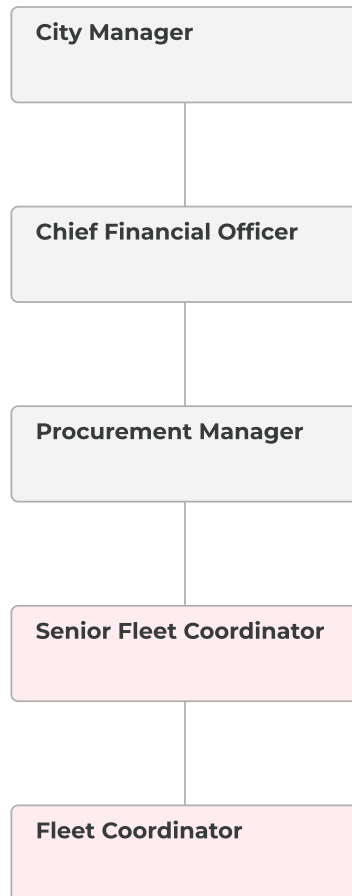 City Manager
Chief Financial Officer
Procurement Manager
Senior Fleet Coordinator
Fleet Coordinator